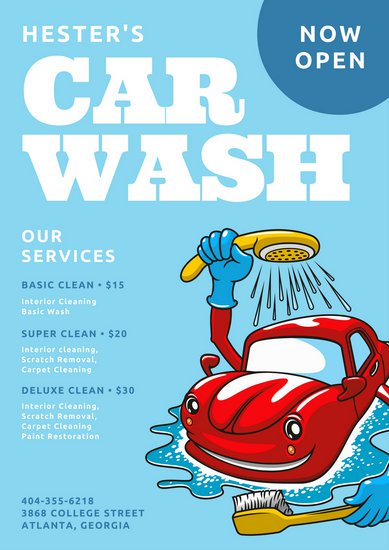 HESTER'S
NOW
OPEN
CAR
WASH
OUR
SERVICES
BASIC CLEAN • $15
Interior Cleaning
Basic Wash
SUPER CLEAN • $20
Interior cleaning,
Scratch Removal,
Carpet Cleaning
DELUXE CLEAN • $30
Interior Cleaning,
Scratch Removal,
Carpet Cleaning
Paint Restoration
404-355-6218
3868 COLLEGE STREET
ATLANTA, GEORGIA